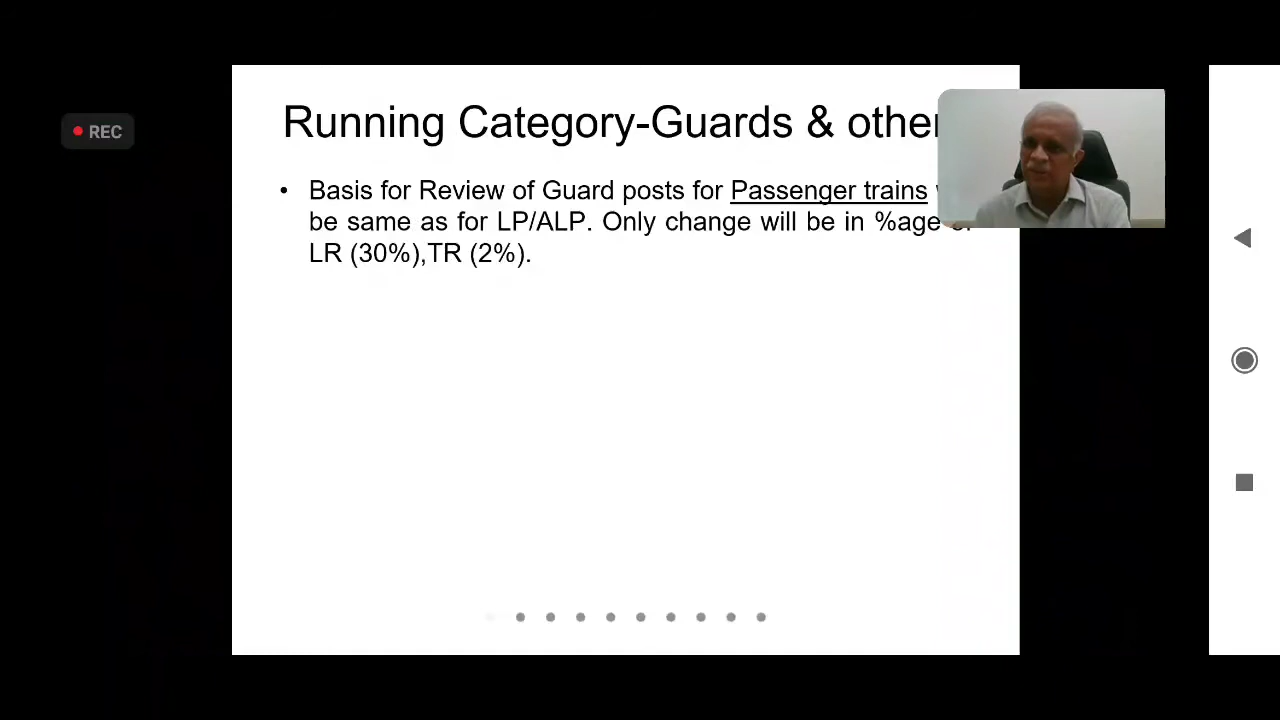 REC
Running Category-Guards & other
• Basis for Review of Guard posts for Passenger trains
be same as for LP/ALP. Only change will be in %age
LR (30%),TR (2%).